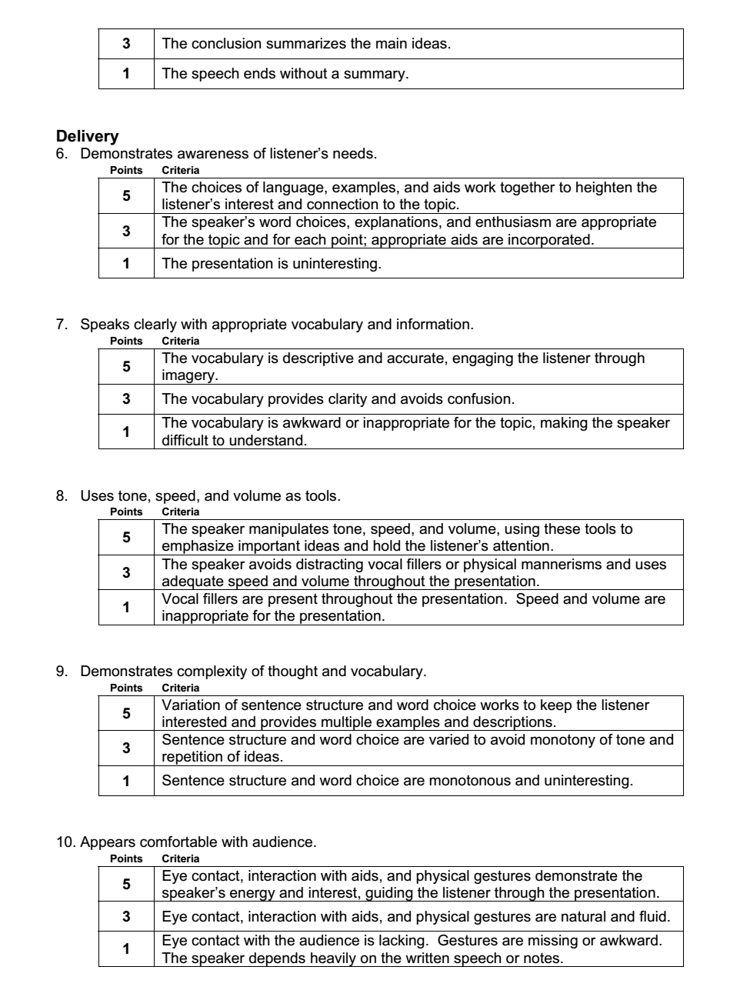 3 The conclusion summarizes the main ideas.
1 The speech ends without a summary.
Delivery
6. Demonstrates awareness of listener’s needs.
Points Criteria
5 The choices of language, examples, and aids work together to heighten the
listener’s interest and connection to the topic.
3 The speaker’s word choices, explanations, and enthusiasm are appropriate
for the topic and for each point; appropriate aids are incorporated.
1 The presentation is uninteresting.
7. Speaks clearly with appropriate vocabulary and information.
Points Criteria
5 The vocabulary is descriptive and accurate, engaging the listener through
imagery.
3 The vocabulary provides clarity and avoids confusion.
1 The vocabulary is awkward or inappropriate for the topic, making the speaker
difficult to understand.
8. Uses tone, speed, and volume as tools.
Points Criteria
5 The speaker manipulates tone, speed, and volume, using these tools to
emphasize important ideas and hold the listener’s attention.
3 The speaker avoids distracting vocal fillers or physical mannerisms and uses
adequate speed and volume throughout the presentation.
1 Vocal fillers are present throughout the presentation.  Speed and volume are
inappropriate for the presentation.
9. Demonstrates complexity of thought and vocabulary.
Points Criteria
5 Variation of sentence structure and word choice works to keep the listener
interested and provides multiple examples and descriptions.
3 Sentence structure and word choice are varied to avoid monotony of tone and
repetition of ideas.
1 Sentence structure and word choice are monotonous and uninteresting.
10. Appears comfortable with audience.
Points Criteria
5 Eye contact, interaction with aids, and physical gestures demonstrate the
speaker’s energy and interest, guiding the listener through the presentation.
3 Eye contact, interaction with aids, and physical gestures are natural and fluid.
1 Eye contact with the audience is lacking.  Gestures are missing or awkward.
The speaker depends heavily on the written speech or notes.